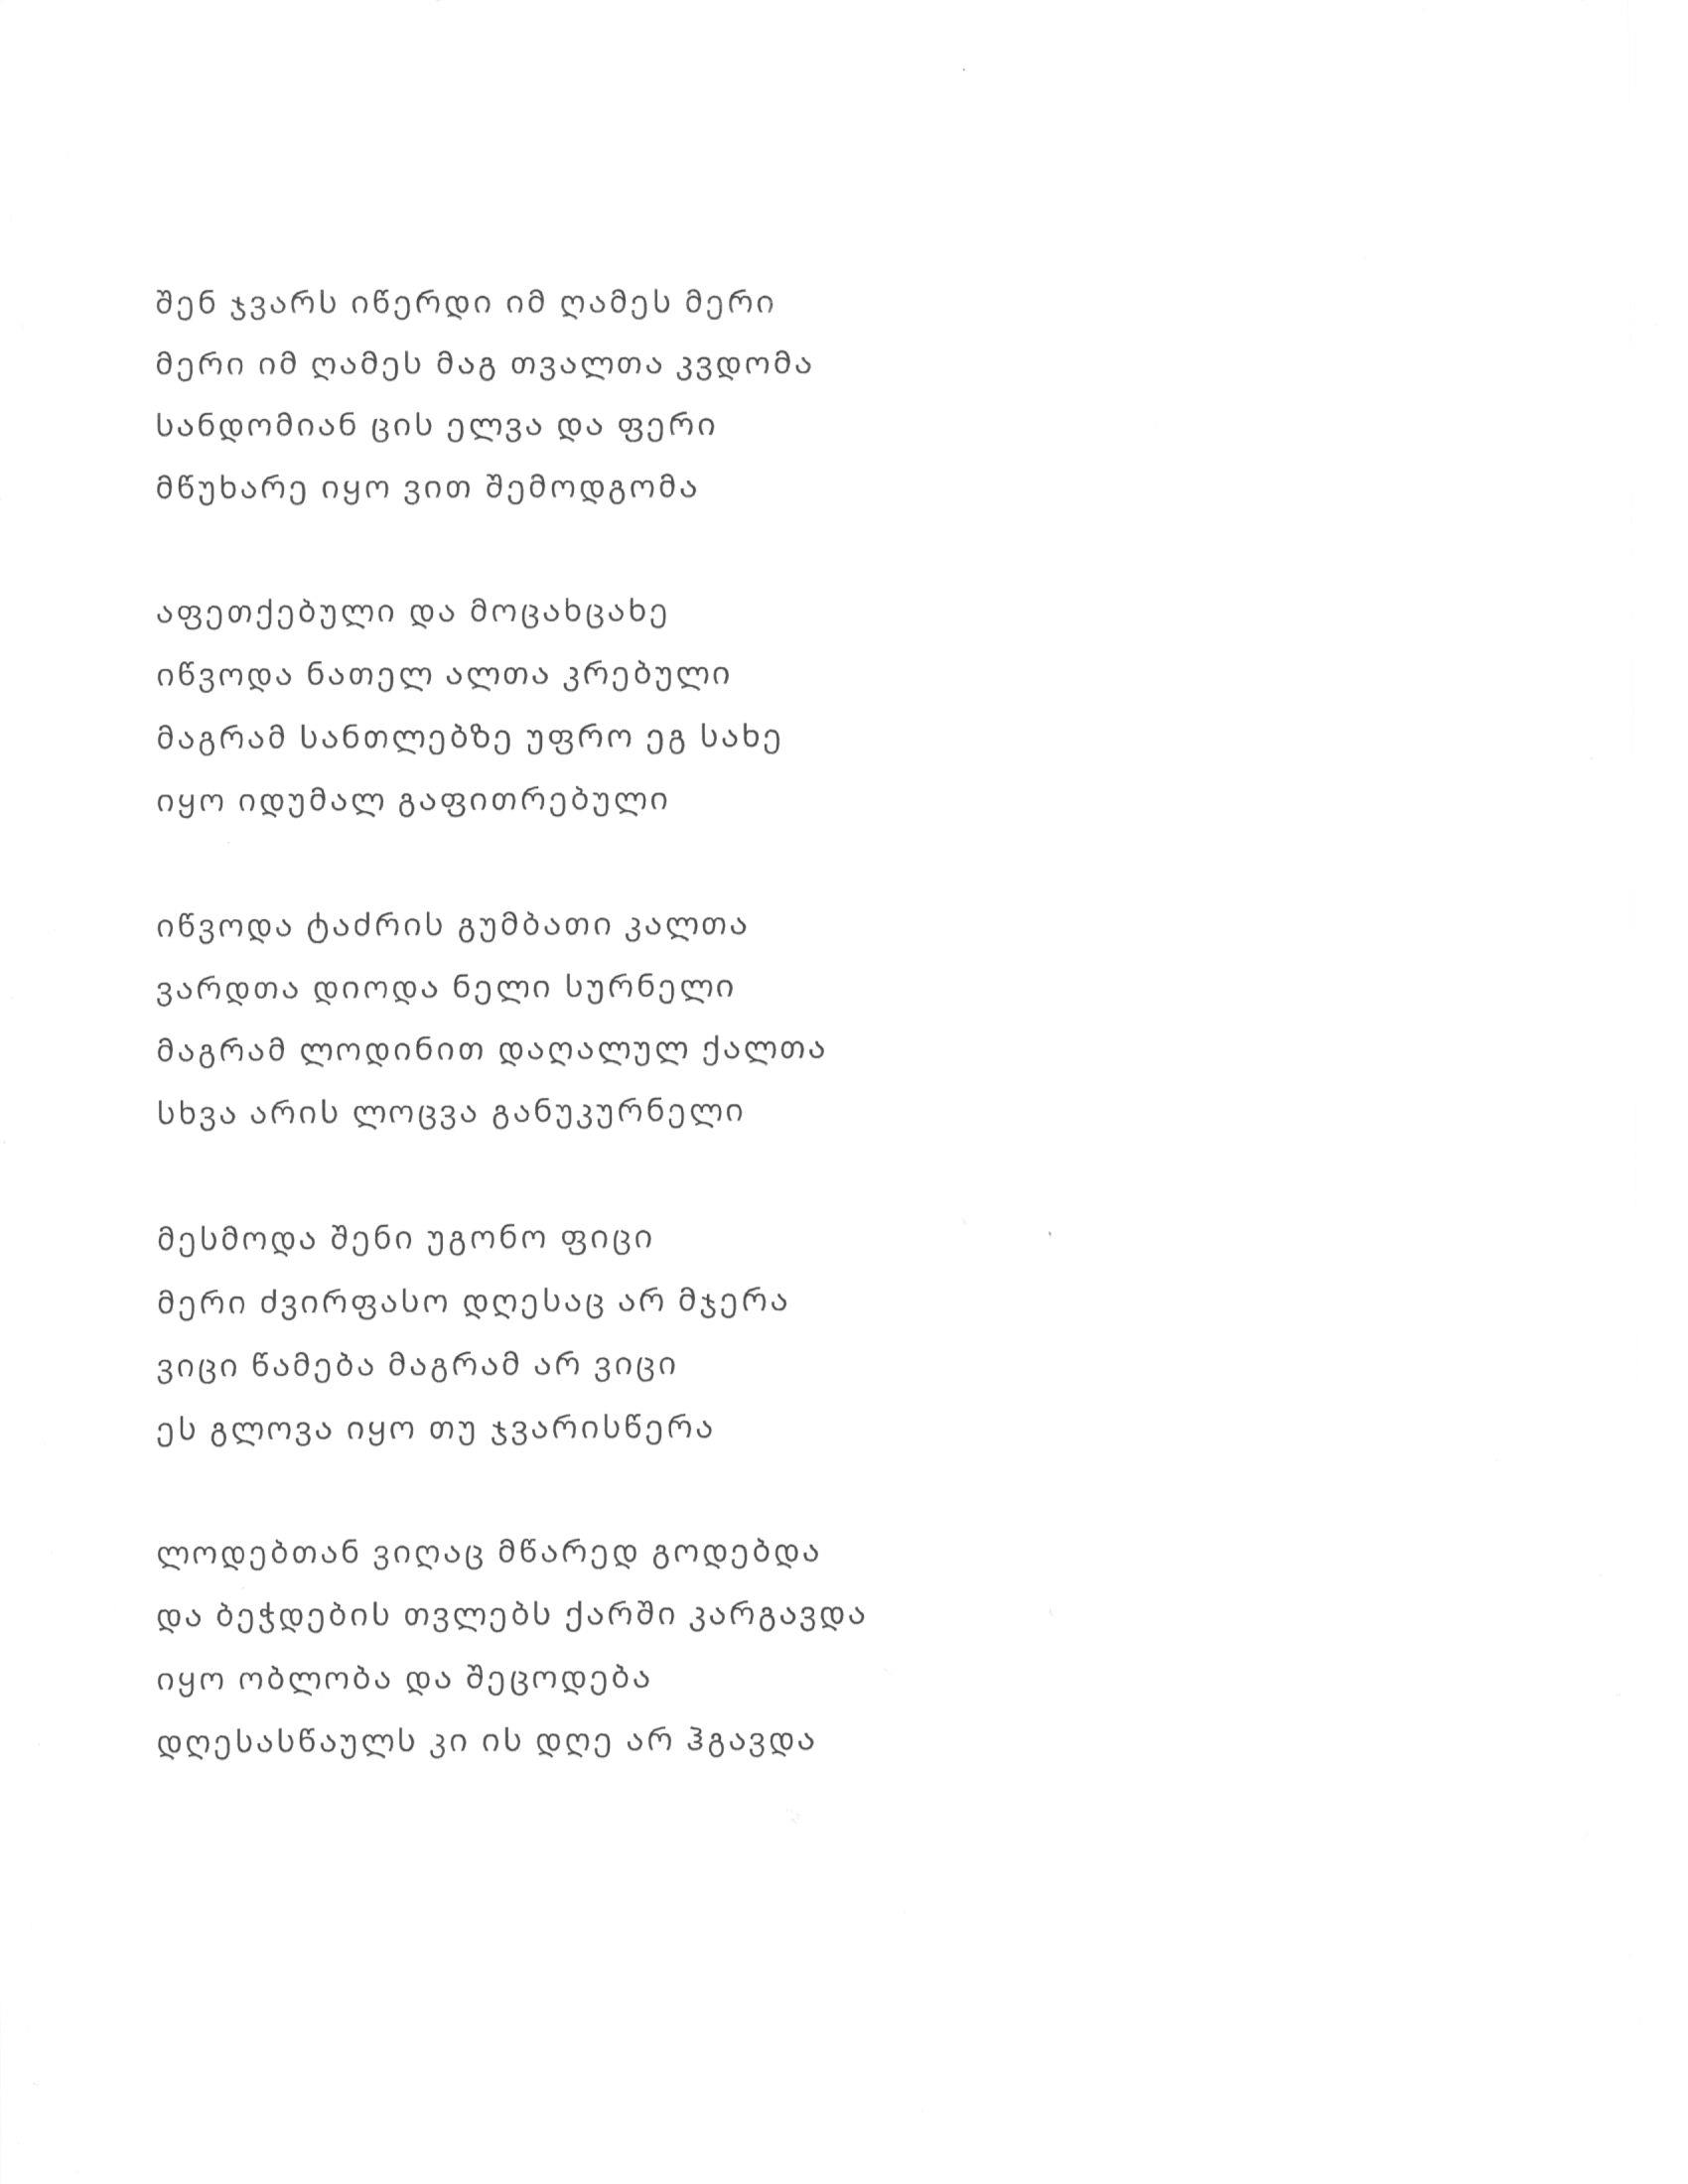 შენ ჯვარს იწერდი იმ ღამეს მერი
მერი იმ ღამეს მაგ თვალთა კვდომა
სანდომიან ცის ელვა და ფერი
მწუხარე იყო ვით შემოდგომა

აფეთქებული და მოცახცახე
იწვოდა ნათელ ალთა კრებული
მაგრამ სანთლებზე უფრო ეგ სახე
იყო იდუმალ გაფითრებული

იწვოდა ტაძრის გუმბათი კალთა
ვარდთა დიოდა ნელი სურნელი
მაგრამ ლოდინით დაღალულ ქალთა
სხვა არის ლოცვა განუკურნელი

მესმოდა შენი უგონო ფიცი
მერი ძვირფასო დღესაც არ მჯერა
ვიცი წამება მაგრამ არ ვიცი
ეს გლოვა იყო თუ ჯვარისწერა

ლოდებთან ვიღაც მწარედ გოდებდა
და ბეჭდების თვლებს ქარში კარგავდა
იყო ობლობა და შეცოდება
დღესასწაულს კი ის დღე არ ჰგავდა